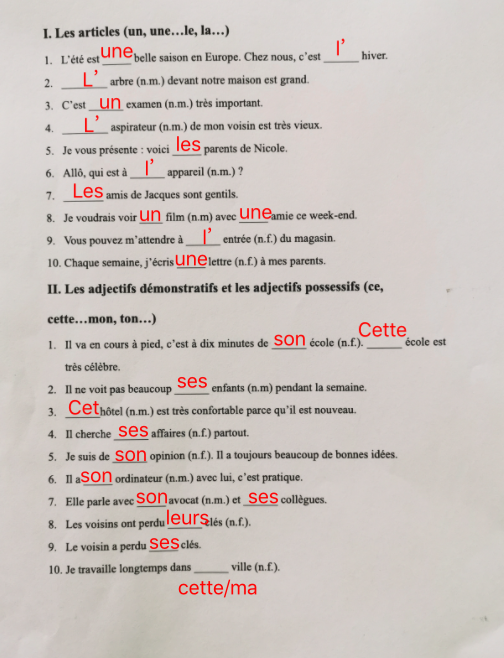 I. Les articles (un, une…le, la…)
1. L'été est une belle saison en Europe. Chez nous, c'est l' hiver.
2. L' arbre (n.m.) devant notre maison est grand.
3. C'est un examen (n.m.) très important.
4. L' aspirateur (n.m.) de mon voisin est très vieux.
5. Je vous présente : voici les parents de Nicole.
6. Allô, qui est à l' appareil (n.m.) ?
7. Les amis de Jacques sont gentils.
8. Je voudrais voir un film (n.m) avec une amie ce week-end.
9. Vous pouvez m'attendre à l' entrée (n.f.) du magasin.
10. Chaque semaine, j'écris une lettre (n.f.) à mes parents.
II. Les adjectifs démonstratifs et les adjectifs possessifs (ce,
cette…mon, ton…)
1. Il va en cours à pied, c'est à dix minutes de son école (n.f.). Cette école est
très célèbre.
2. Il ne voit pas beaucoup ses enfants (n.m) pendant la semaine.
3. Cet hôtel (n.m.) est très confortable parce qu'il est nouveau.
4. Il cherche ses affaires (n.f.) partout.
5. Je suis de son opinion (n.f.). Il a toujours beaucoup de bonnes idées.
6. Il a son ordinateur (n.m.) avec lui, c'est pratique.
7. Elle parle avec son avocat (n.m.) et ses collègues.
8. Les voisins ont perdu leurs clés (n.f.).
9. Le voisin a perdu ses clés.
10. Je travaille longtemps dans ______ ville (n.f.).
cette/ma